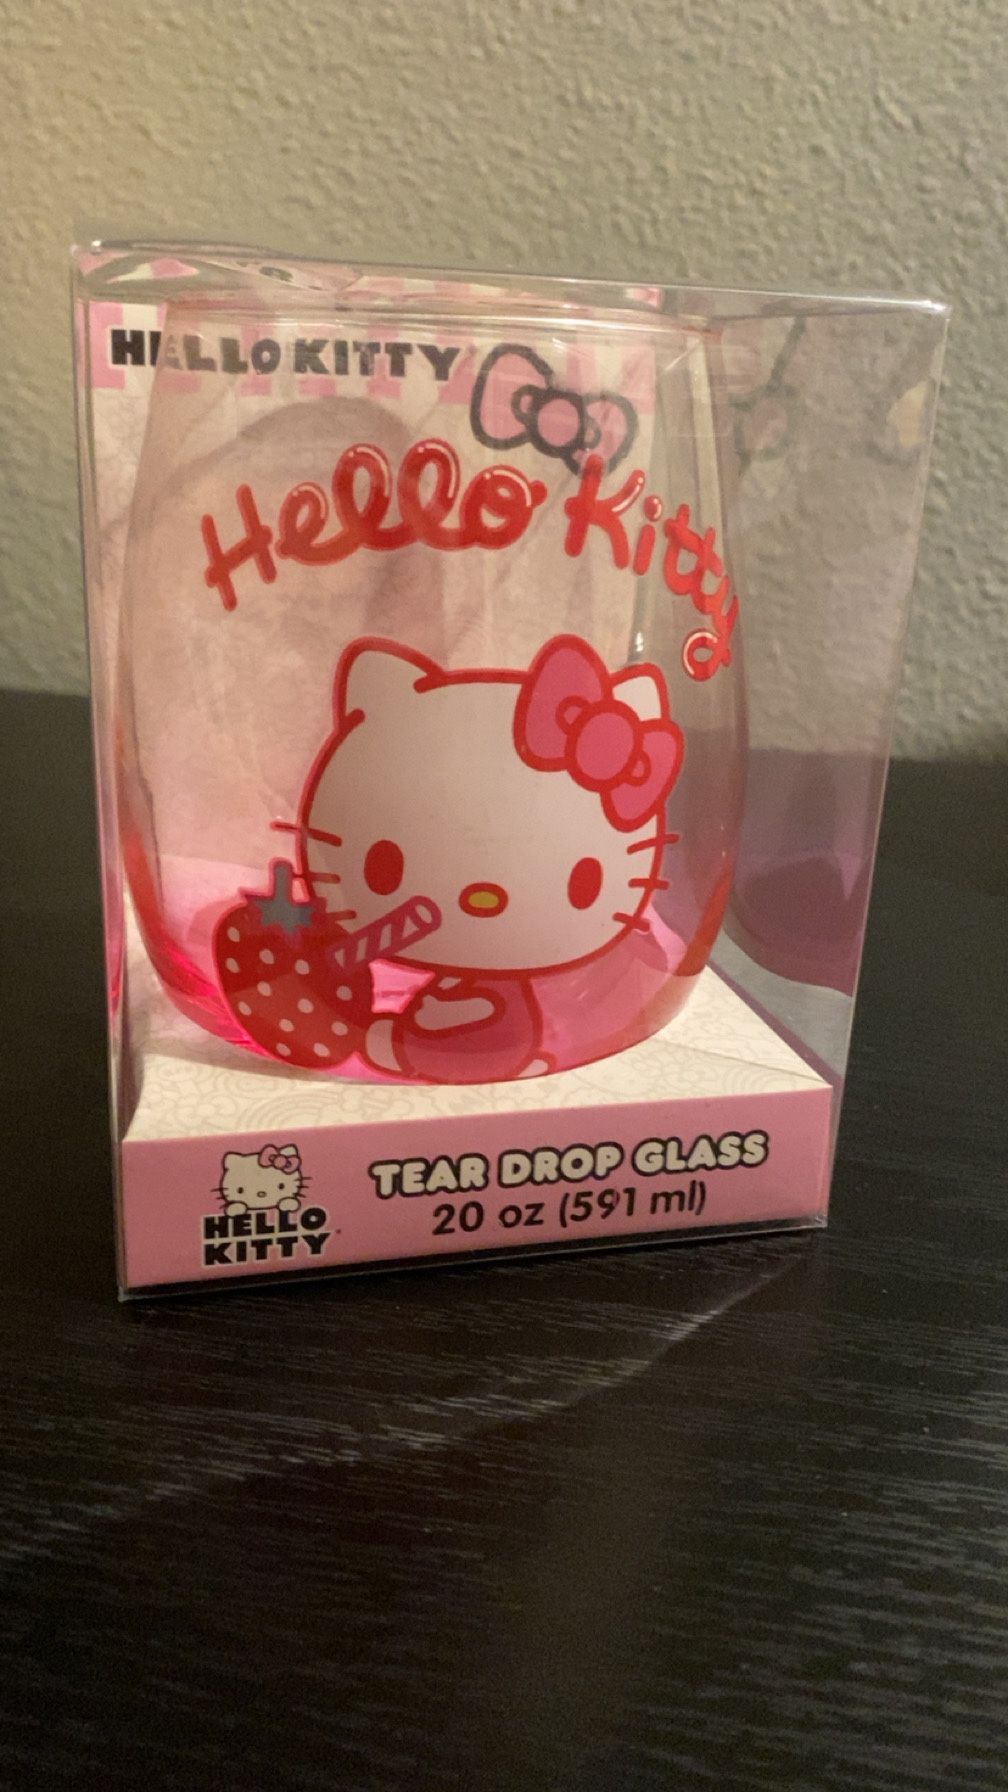 HELLO KITTY
Hello Kitty
HELLO
KITTY
TEAR DROP GLASS
20 oz (591 ml)